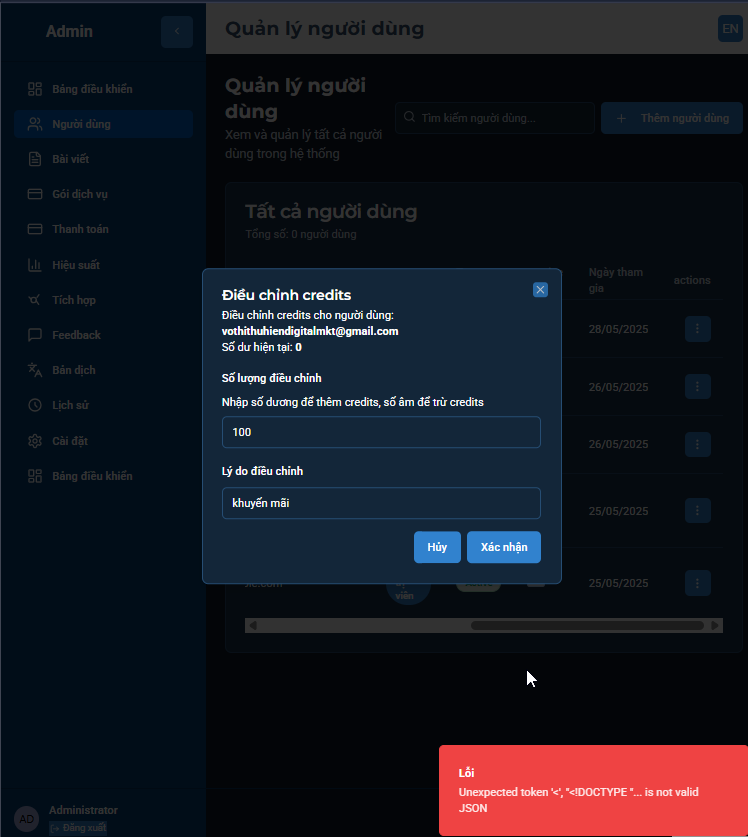 Admin
Quản lý người dùng
EN
Bảng điều khiển
Người dùng
Bài viết
Gói dịch vụ
Thanh toán
Hiệu suất
Tích hợp
Feedback
Bản dịch
Lịch sử
Cài đặt
Bảng điều khiển
Administrator
AD
Đăng xuất
Quản lý người
dùng
Xem và quản lý tất cả người
dùng trong hệ thống
Tìm kiếm người dùng...
+ Thêm người dùng
Tất cả người dùng
Tổng số: 0 người dùng
Ngày tham
gia
actions
28/05/2025
26/05/2025
26/05/2025
25/05/2025
viên
25/05/2025
Điều chỉnh credits
Điều chỉnh credits cho người dùng:
vothithuhiendigitalmkt@gmail.com
Số dư hiện tại: 0
Số lượng điều chỉnh
Nhập số dương để thêm credits, số âm để trừ credits
100
Lý do điều chỉnh
khuyến mãi
Hủy
Xác nhận
Lỗi
Unexpected token '<', "<!DOCTYPE "... is not valid
JSON